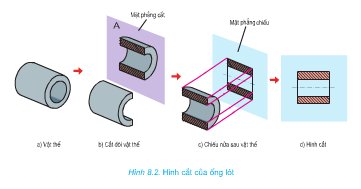 Mặt phẳng cắt
A
Mặt phẳng chiếu
a) Vật thể
b) Cắt đôi vật thể
c) Chiếu nửa sau vật thể
d) Hình cắt
Hình 8.2. Hình cắt của ống lót